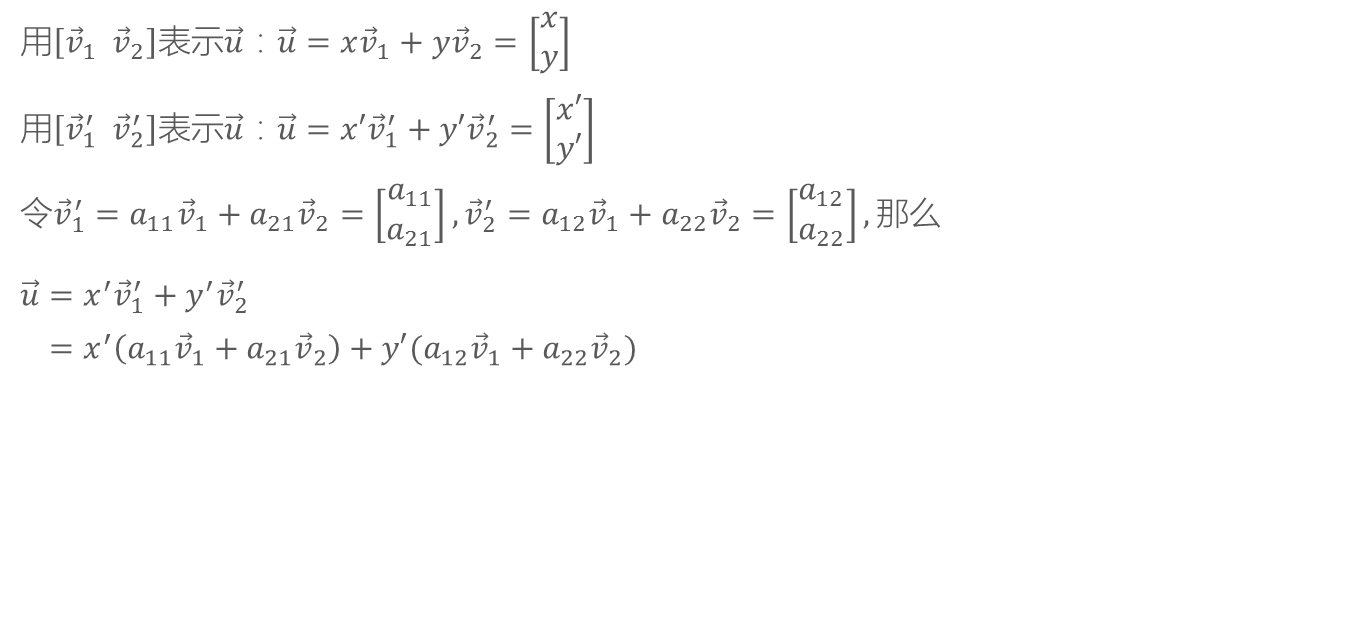 用[v⃗₁ v⃗₂]表示u⃗ : u⃗ = xv⃗₁ + yv⃗₂ = [x y]
用[v⃗₁′ v⃗₂′]表示u⃗ : u⃗ = x′v⃗₁′ + y′v⃗₂′ = [x′ y′]
令v⃗₁′ = a₁₁v⃗₁ + a₂₁v⃗₂ = [a₁₁ a₂₁], v⃗₂′ = a₁₂v⃗₁ + a₂₂v⃗₂ = [a₁₂ a₂₂], 那么
u⃗ = x′v⃗₁′ + y′v⃗₂′
= x′(a₁₁v⃗₁ + a₂₁v⃗₂) + y′(a₁₂v⃗₁ + a₂₂v⃗₂)